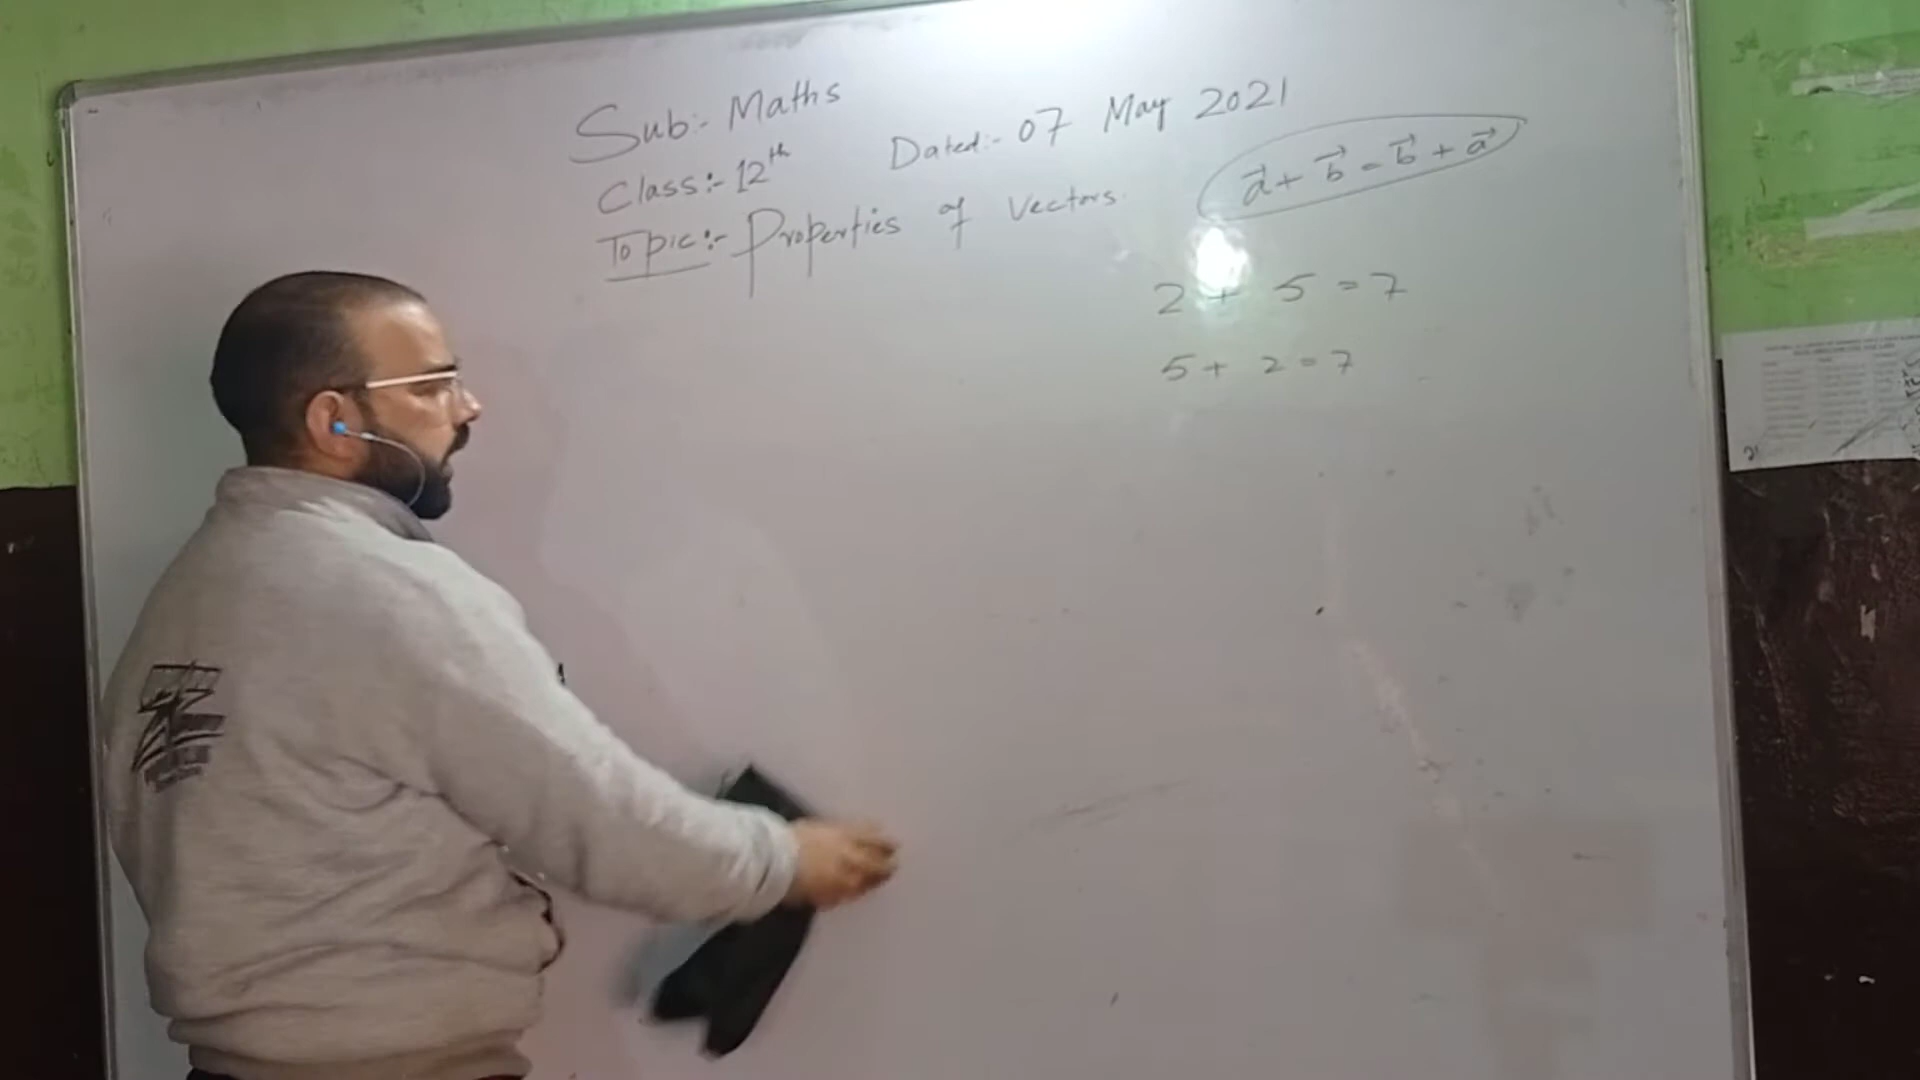 Sub:- Maths
Class:- 12th Dated:- 07 May 2021
Topic:- Properties of Vectors.
a⃗ + b⃗ = b⃗ + a⃗
2 + 5 = 7
5 + 2 = 7